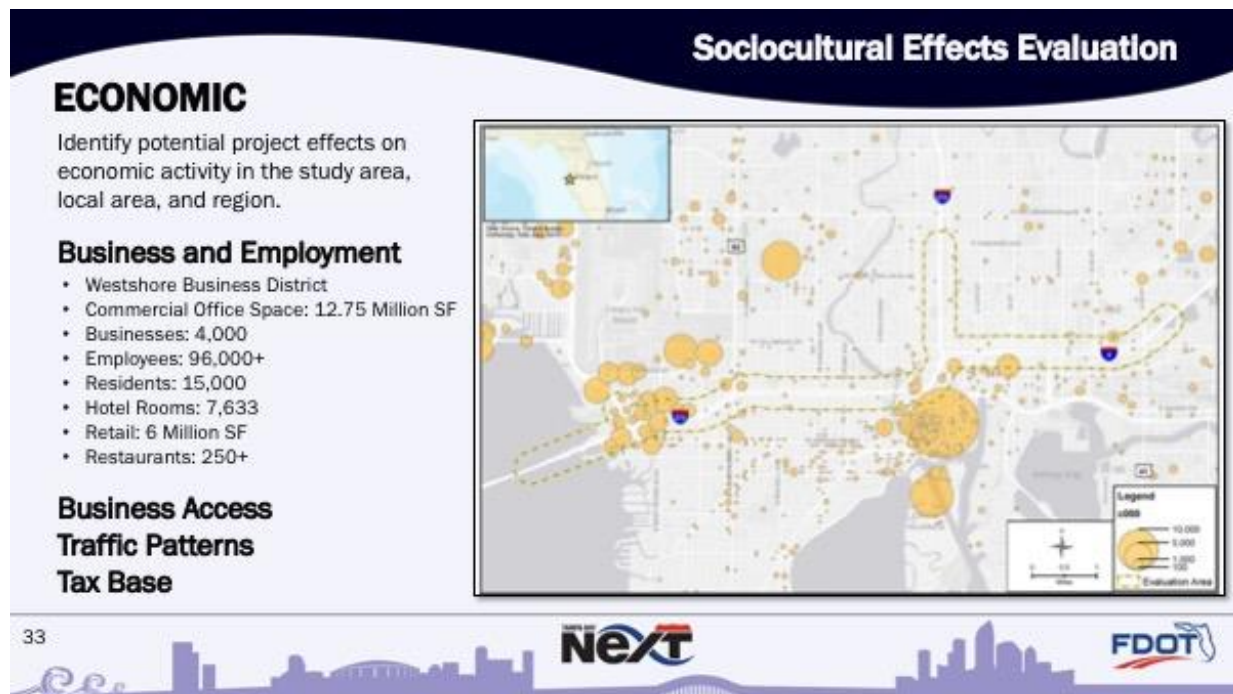 Sociocultural Effects Evaluation
ECONOMIC
Identify potential project effects on
economic activity in the study area,
local area, and region.
Business and Employment
• Westshore Business District
• Commercial Office Space: 12.75 Million SF
• Businesses: 4,000
• Employees: 96,000+
• Residents: 15,000
• Hotel Rooms: 7,633
• Retail: 6 Million SF
• Restaurants: 250+
Business Access
Traffic Patterns
Tax Base
Legend
10,000
5,000
1,000
100
Evaluation Area
Miles
33
TAMPA BAY
NEXT
FDOT